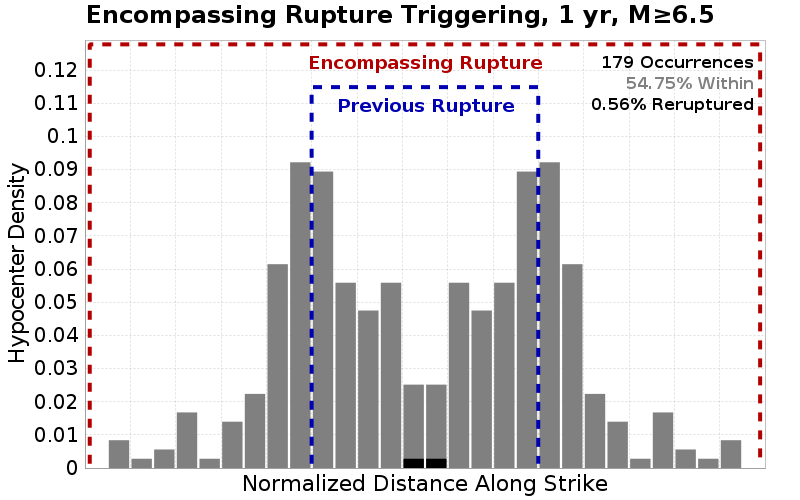 Encompassing Rupture Triggering, 1 yr, M≥6.5
Encompassing Rupture
Previous Rupture
179 Occurrences
54.75% Within
0.56% Reruptured
Hypocenter Density
0.12
0.11
0.1
0.09
0.08
0.07
0.06
0.05
0.04
0.03
0.02
0.01
0
Normalized Distance Along Strike